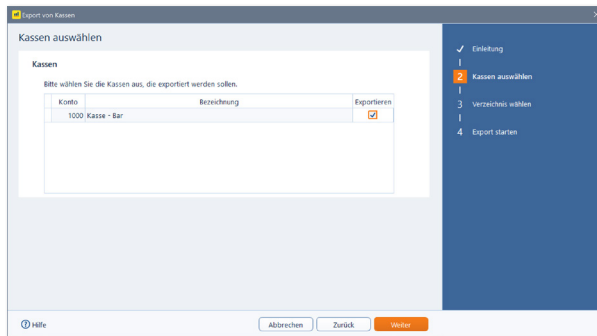 Export von Kassen
Kassen auswählen
Kassen
Bitte wählen Sie die Kassen aus, die exportiert werden sollen.
Konto Bezeichnung Exportieren
1000 Kasse - Bar
Einleitung
2 Kassen auswählen
3 Verzeichnis wählen
4 Export starten
Hilfe
Abbrechen Zurück Weiter